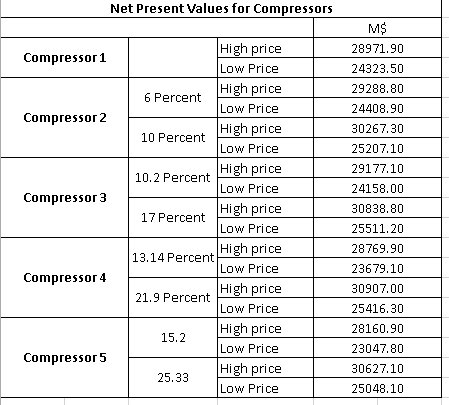 Net Present Values for Compressors
M$
Compressor 1 High price 28971.90
Low Price 24323.50
Compressor 2 6 Percent High price 29288.80
Low Price 24408.90
10 Percent High price 30267.30
Low Price 25207.10
Compressor 3 10.2 Percent High price 29177.10
Low Price 24158.00
17 Percent High price 30838.80
Low Price 25511.20
Compressor 4 13.14 Percent High price 28769.90
Low Price 23679.10
21.9 Percent High price 30907.00
Low Price 25416.30
Compressor 5 15.2 High price 28160.90
Low Price 23047.80
25.33 High price 30627.10
Low Price 25048.10